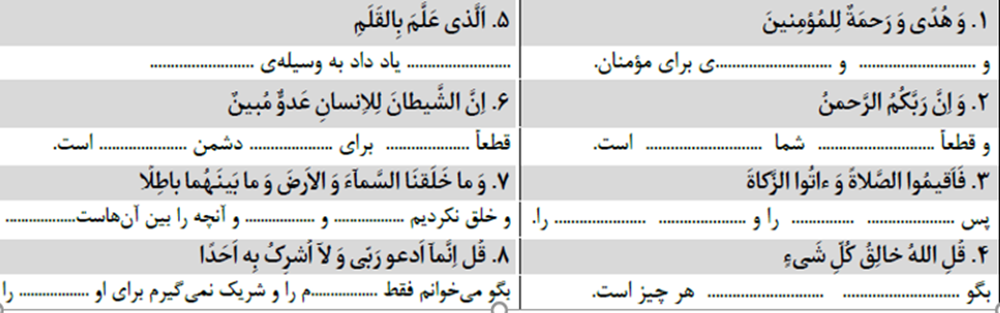 ۱. وَ هُدًی وَ رَحمَةٌ لِلمُؤمِنینَ
و .............................. و ..........................ی برای مؤمنان.
۲. وَ اِنَّ رَبَّکُمُ الرَّحمنُ
و قطعاً .......................... شما .......................... است.
۳. فَاَقیمُوا الصَّلاةَ وَ ءاتُوا الزَّکاةَ
پس .................... .............. را و .................... .................... را.
۴. قُلِ اللهُ خالِقُ کُلِّ شَیءٍ
بگو .......................... .......................... هر چیز است.
۵. اَلَّذی عَلَّمَ بِالقَلَمِ
.......................... یاد داد به وسیله‌ی ..........................
۶. اِنَّ الشَّیطانَ لِلاِنسانِ عَدوٌّ مُبینٌ
قطعاً .................... برای .................... دشمن .................... است.
۷. وَ ما خَلَقنَا السَّمآءَ وَ الاَرضَ وَ ما بَینَهُما باطِلًا
و خلق نکردیم ................ و ................ و آنچه را بین آن‌هاست................
۸. قُل اِنَّمآ اَدعو رَبّی وَ لآ اُشرِکُ بِه اَحَدًا
بگو می‌خوانم فقط ................م را و شریک نمی‌گیرم برای او ................ را